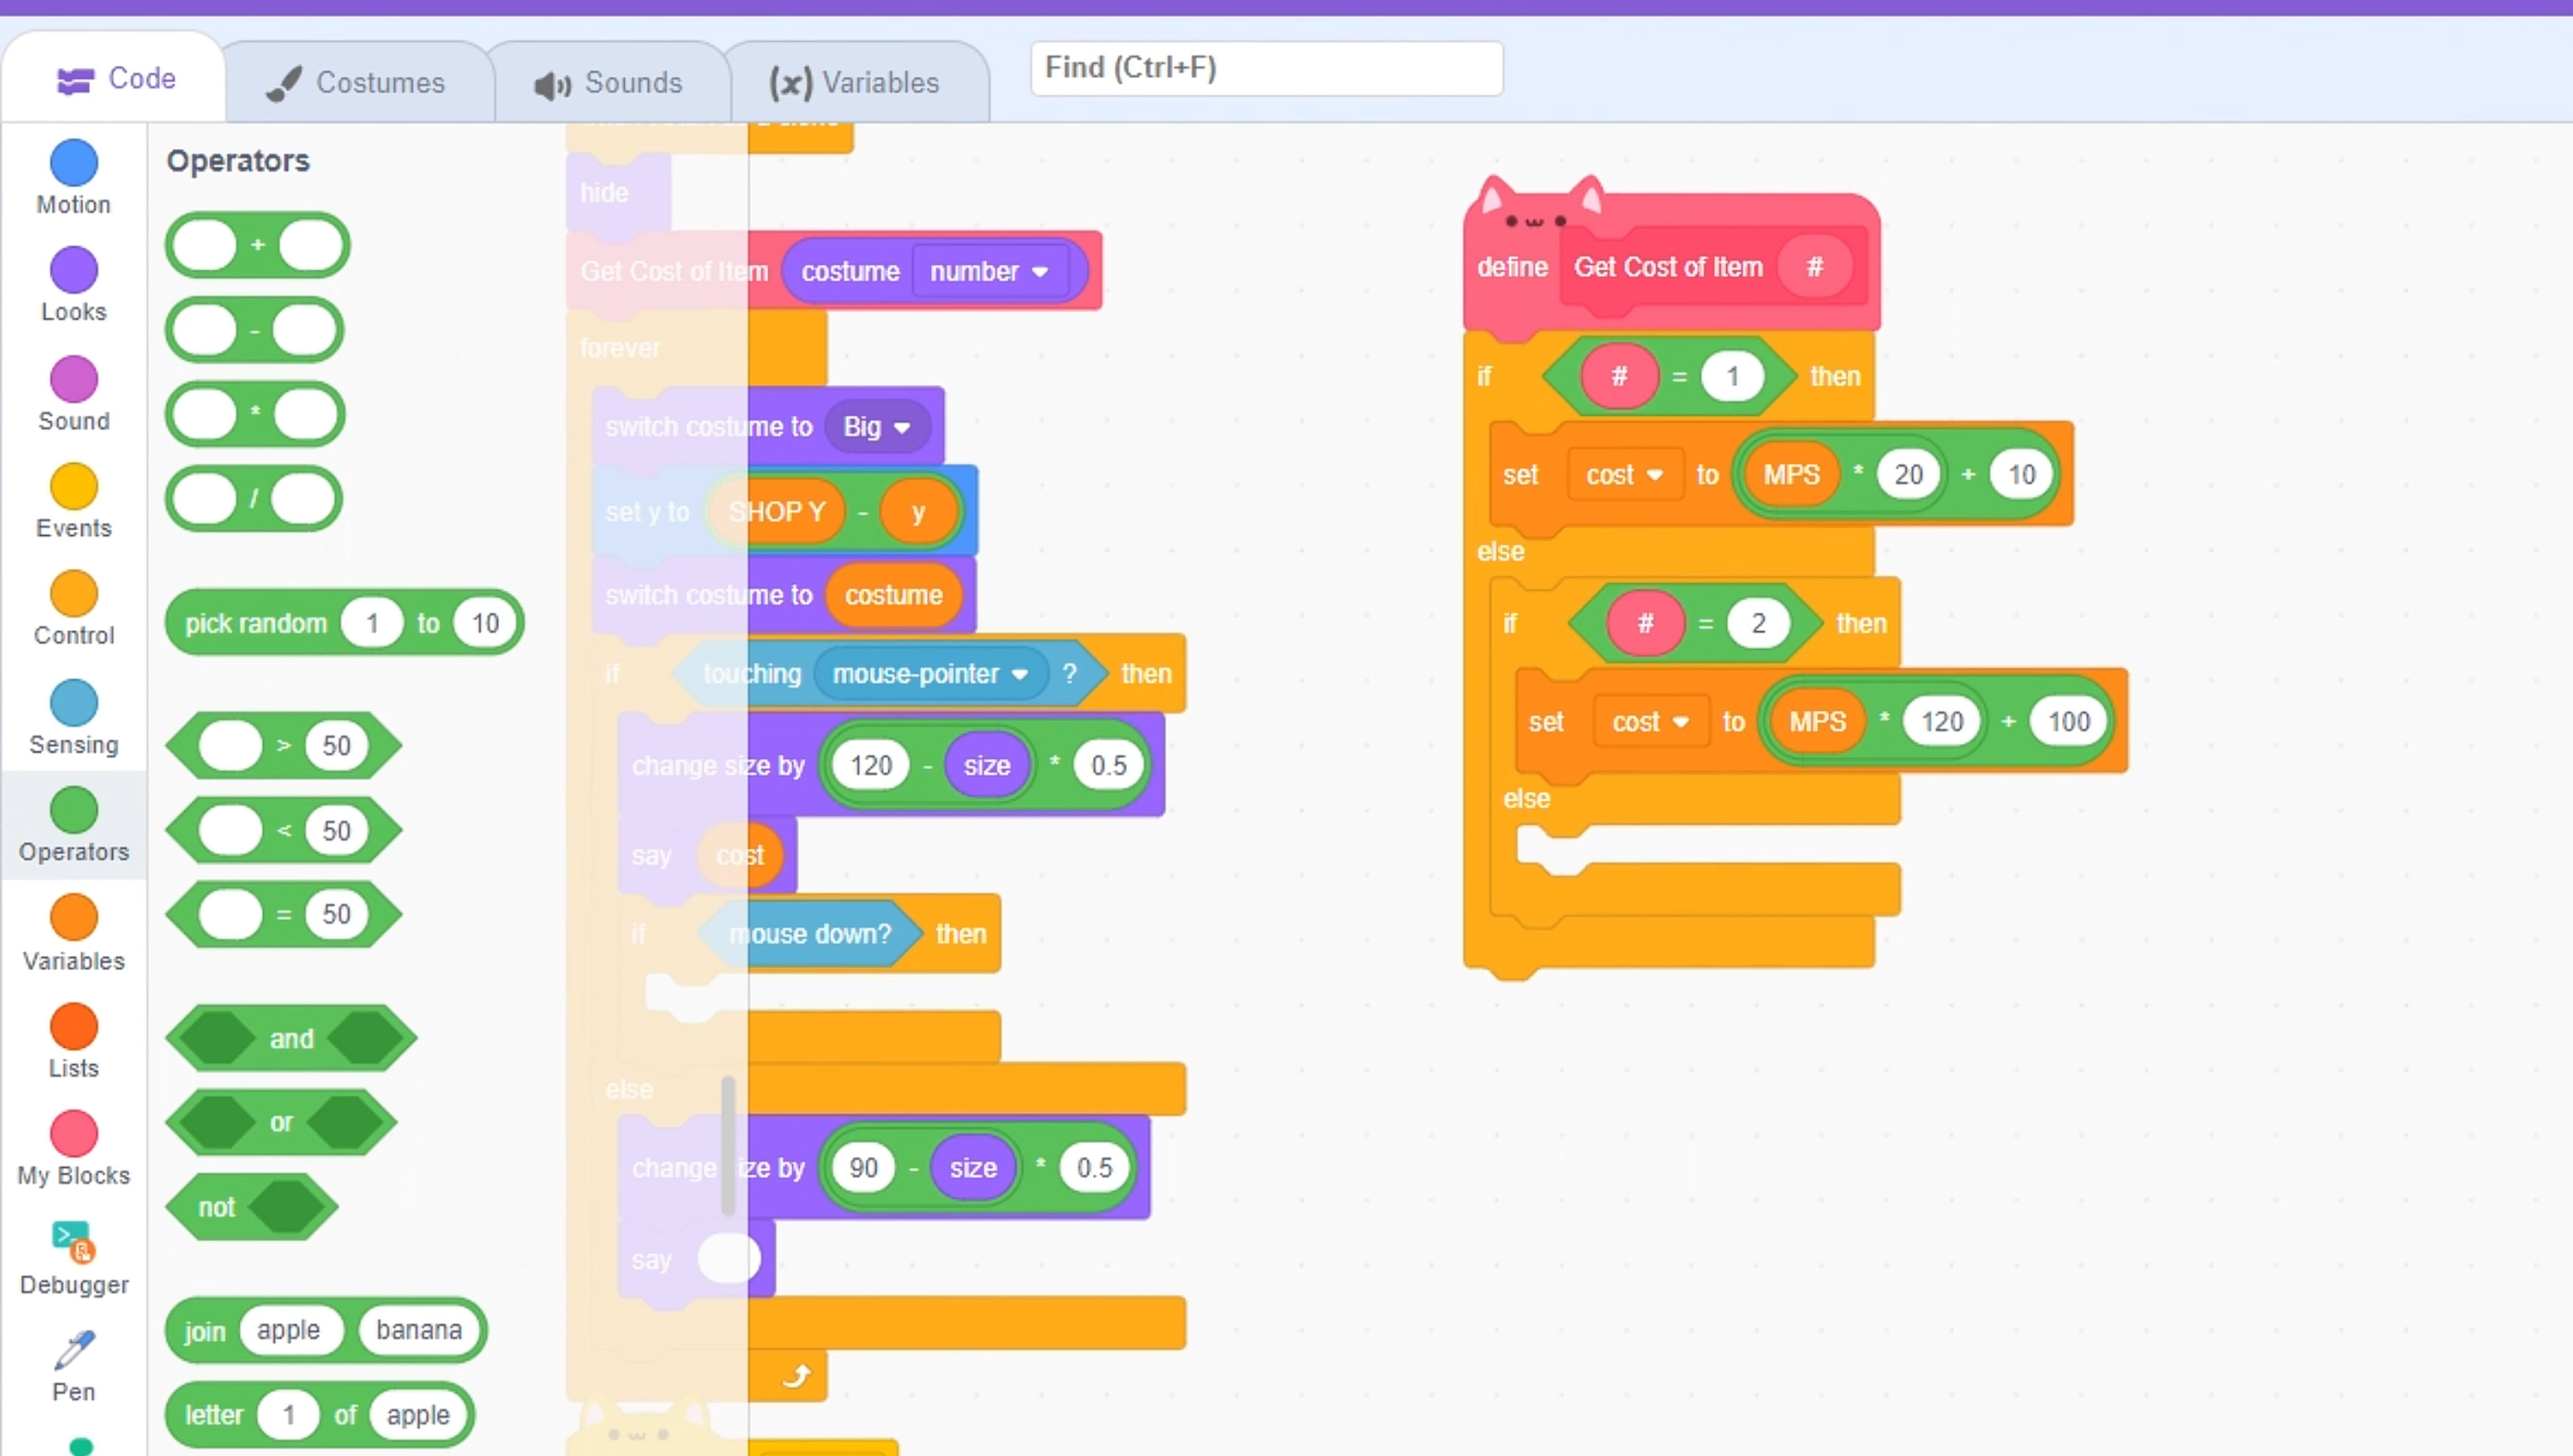 Code
Costumes
Sounds
(x) Variables
Find (Ctrl+F)
Motion
Looks
Sound
Events
Control
Sensing
Operators
Variables
Lists
My Blocks
Debugger
Pen
Operators
+
-
*
/
pick random 1 to 10
> 50
< 50
= 50
and
or
not
join apple banana
letter 1 of apple
hide
Get Cost of Item costume number
forever
switch costume to Big
set y to SHOP Y - y
switch costume to costume
if touching mouse-pointer ? then
change size by 120 - size * 0.5
say cost
if mouse down? then
else
change size by 90 - size * 0.5
say
define Get Cost of Item #
if # = 1 then
set cost to MPS * 20 + 10
else
if # = 2 then
set cost to MPS * 120 + 100
else